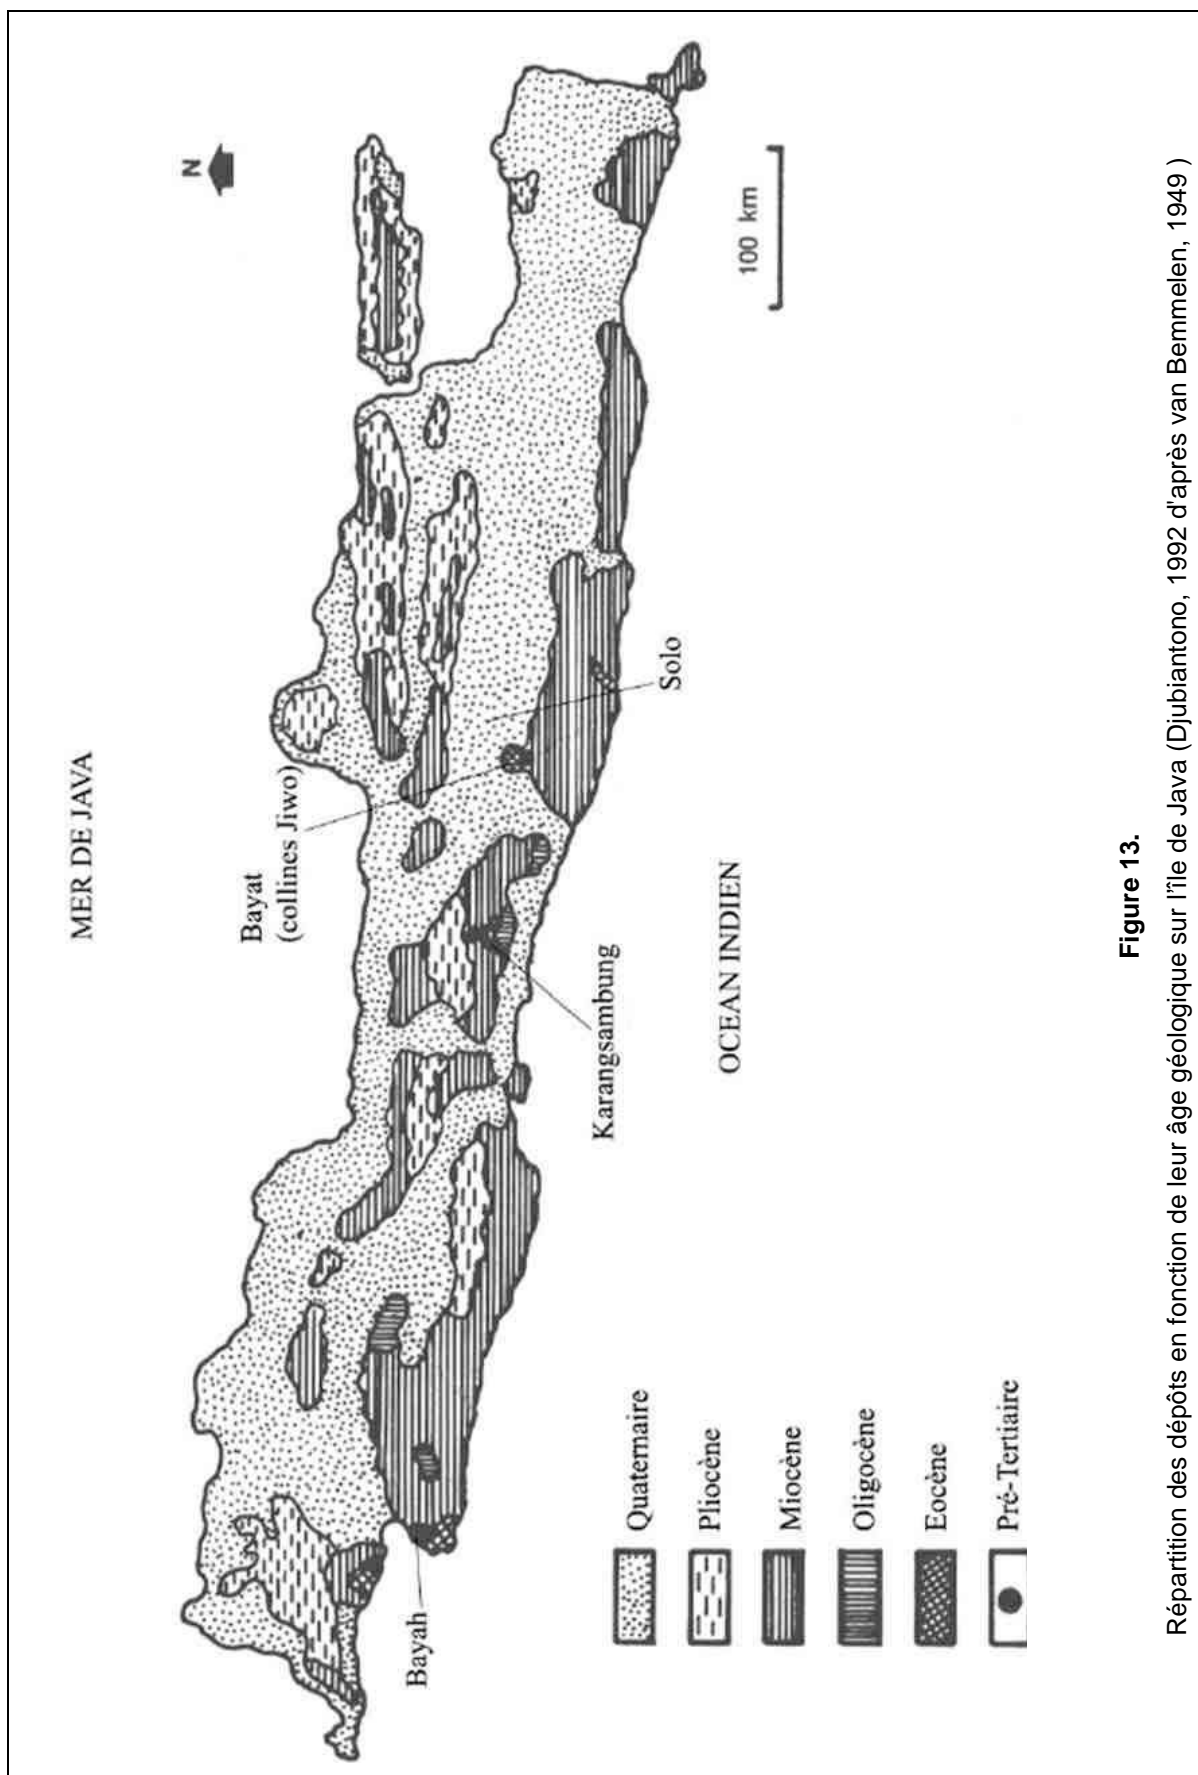 MER DE JAVA
N
Bayat
(collines Jiwo)
Solo
Karangsambung
Bayah
OCEAN INDIEN
100 km
Quaternaire
Pliocène
Miocène
Oligocène
Eocène
Pré-Tertiaire
Figure 13.
Répartition des dépôts en fonction de leur âge géologique sur l'île de Java (Djubiantono, 1992 d'après van Bemmelen, 1949 )